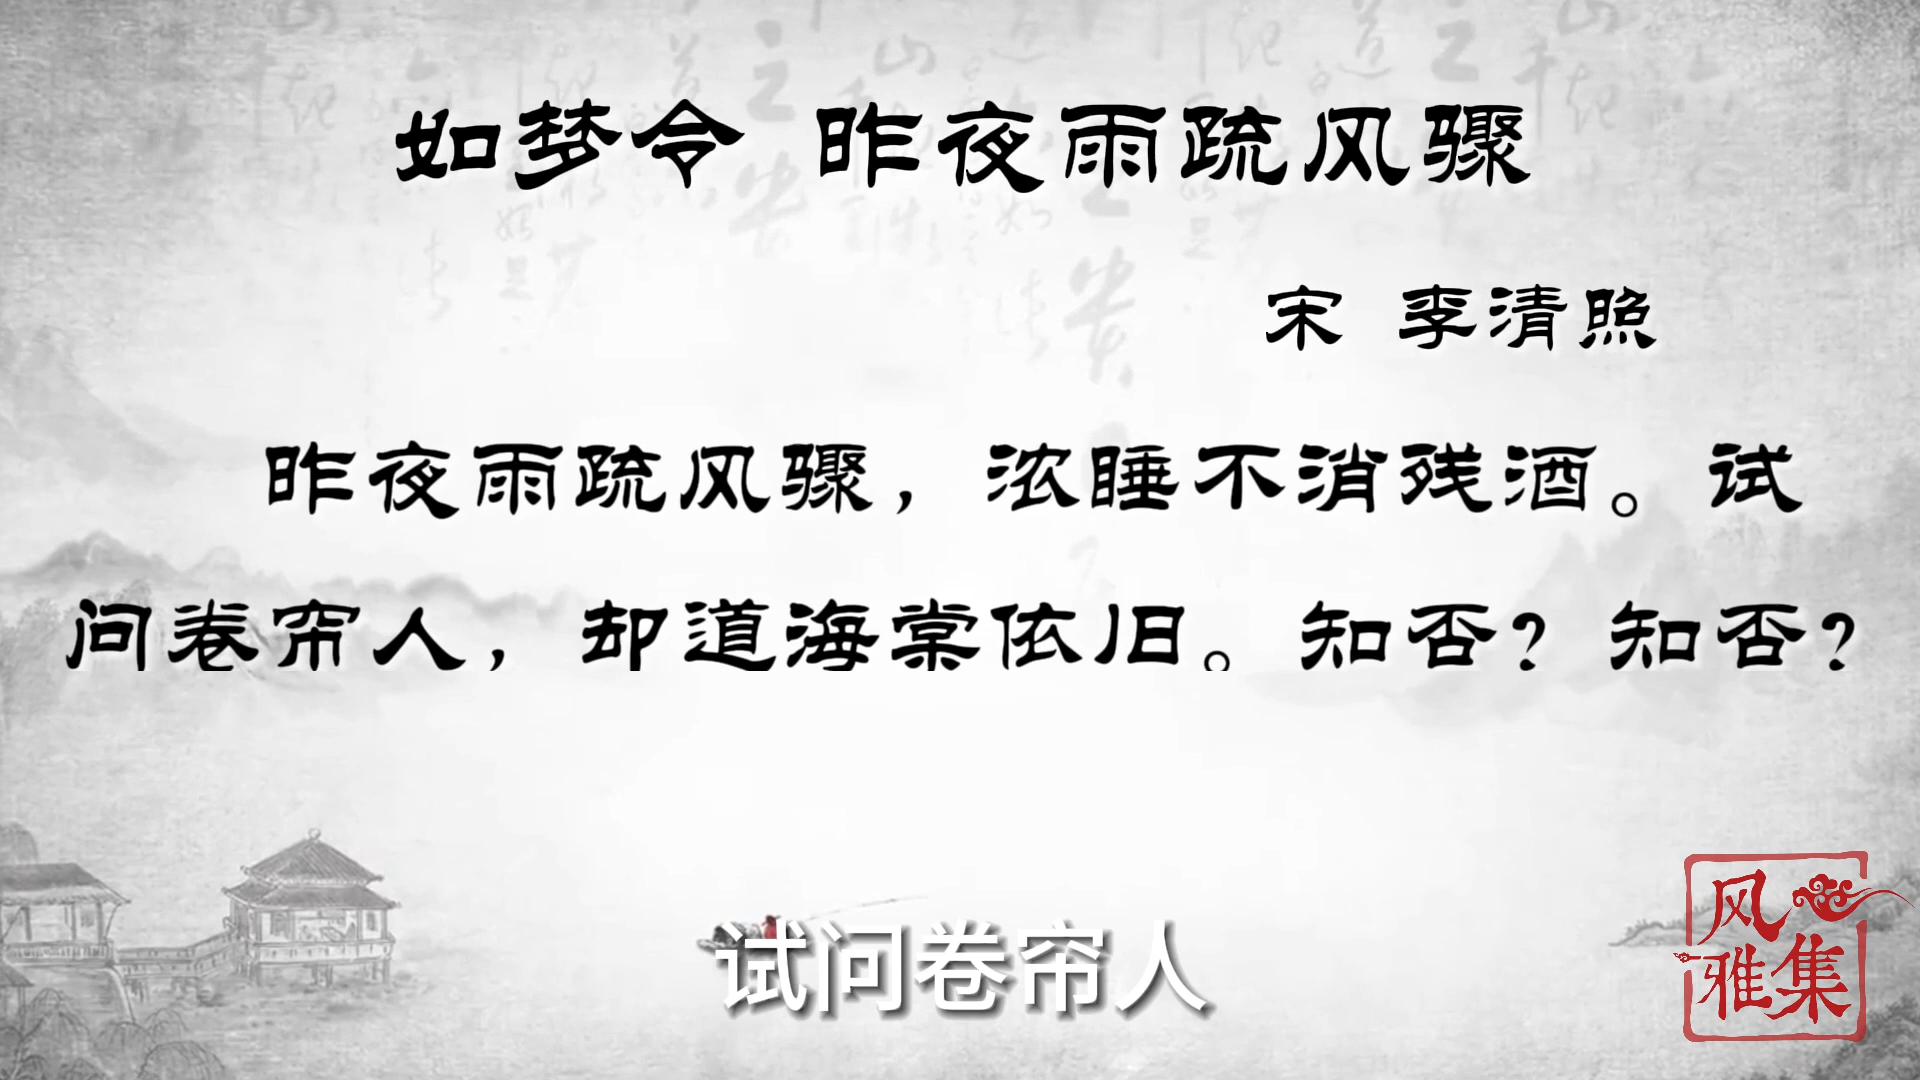 如梦令 昨夜雨疏风骤
宋 李清照
昨夜雨疏风骤，浓睡不消残酒。试
问卷帘人，却道海棠依旧。知否？知否？
试问卷帘人
风
雅集